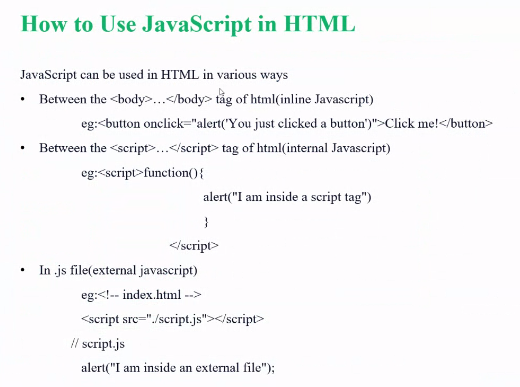 How to Use JavaScript in HTML
JavaScript can be used in HTML in various ways
• Between the <body>…</body> tag of html(inline Javascript)
eg:<button onclick="alert('You just clicked a button')">Click me!</button>
• Between the <script>…</script> tag of html(internal Javascript)
eg:<script>function(){
alert("I am inside a script tag")
}
</script>
• In .js file(external javascript)
eg:<!-- index.html -->
<script src="./script.js"></script>
// script.js
alert("I am inside an external file");